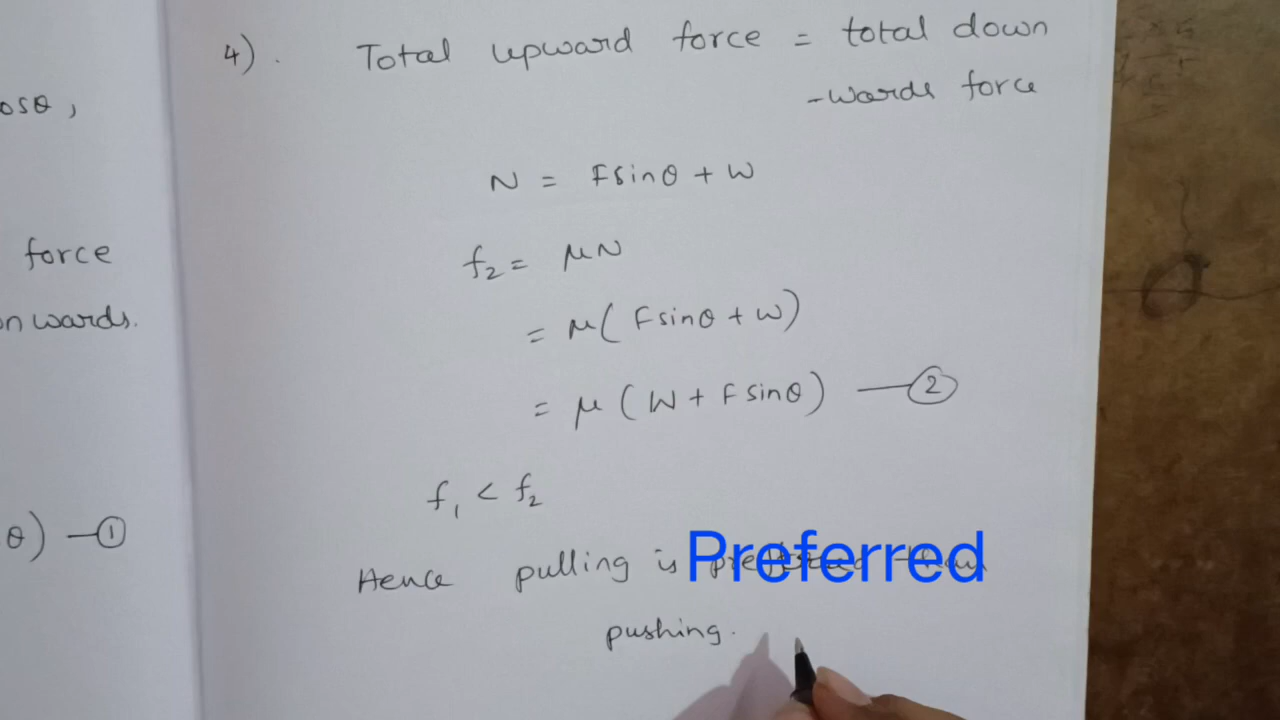 osθ,
force
nwards.
θ) —①
4).
Total upward force = total down
-wards force
N = Fsinθ + W
f₂ = μN
= μ(Fsinθ + W)
= μ(W + Fsinθ) —②
f₁ < f₂
Hence pulling is Preferred than
pushing.